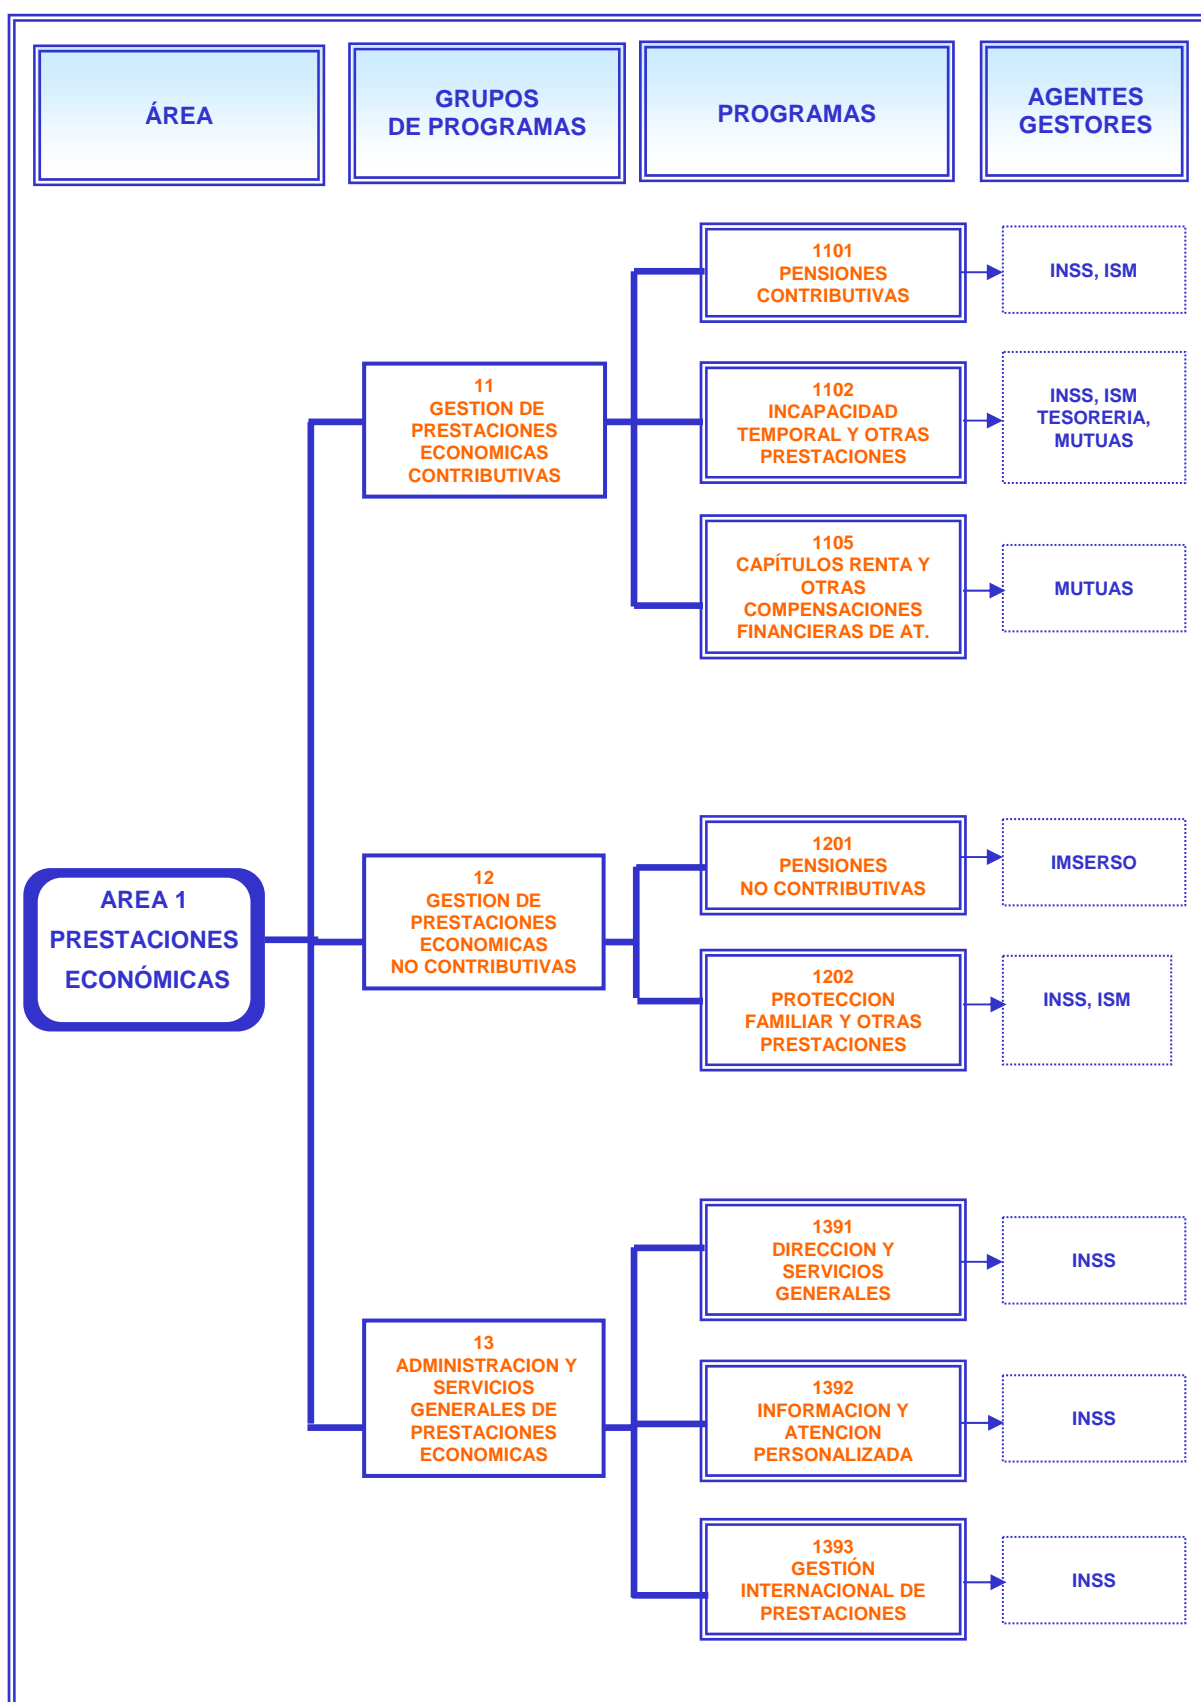 ÁREA
GRUPOS
DE PROGRAMAS
PROGRAMAS
AGENTES
GESTORES
AREA 1
PRESTACIONES
ECONÓMICAS
11
GESTION DE
PRESTACIONES
ECONOMICAS
CONTRIBUTIVAS
1101
PENSIONES
CONTRIBUTIVAS
INSS, ISM
1102
INCAPACIDAD
TEMPORAL Y OTRAS
PRESTACIONES
INSS, ISM
TESORERIA,
MUTUAS
1105
CAPÍTULOS RENTA Y
OTRAS
COMPENSACIONES
FINANCIERAS DE AT.
MUTUAS
12
GESTION DE
PRESTACIONES
ECONOMICAS
NO CONTRIBUTIVAS
1201
PENSIONES
NO CONTRIBUTIVAS
IMSERSO
1202
PROTECCION
FAMILIAR Y OTRAS
PRESTACIONES
INSS, ISM
13
ADMINISTRACION Y
SERVICIOS
GENERALES DE
PRESTACIONES
ECONOMICAS
1391
DIRECCION Y
SERVICIOS
GENERALES
INSS
1392
INFORMACION Y
ATENCION
PERSONALIZADA
INSS
1393
GESTIÓN
INTERNACIONAL DE
PRESTACIONES
INSS